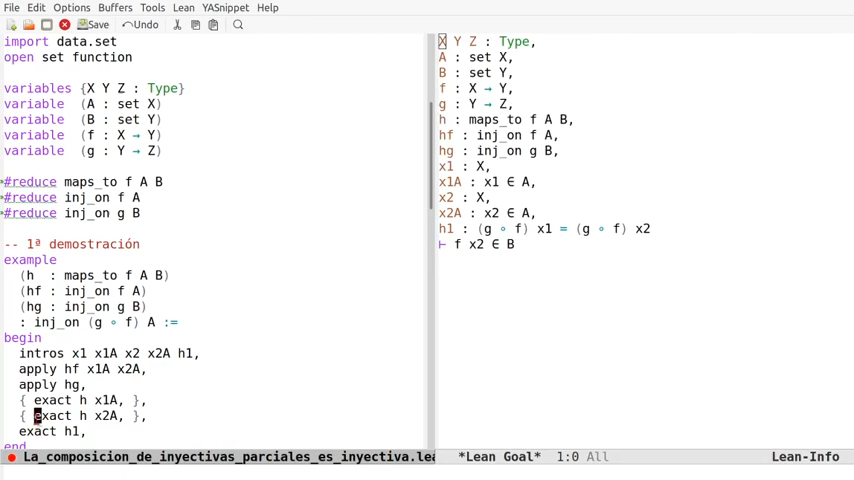 File Edit Options Buffers Tools Lean YASnippet Help
Save Undo
import data.set
open set function
variables {X Y Z : Type}
variable (A : set X)
variable (B : set Y)
variable (f : X → Y)
variable (g : Y → Z)
#reduce maps_to f A B
#reduce inj_on f A
#reduce inj_on g B
-- 1ª demostración
example
(h : maps_to f A B)
(hf : inj_on f A)
(hg : inj_on g B)
: inj_on (g ∘ f) A :=
begin
intros x1 x1A x2 x2A h1,
apply hf x1A x2A,
apply hg,
{ exact h x1A, },
{ exact h x2A, },
exact h1,
end
La_composicion_de_inyectivas_parciales_es_inyectiva.lea
X Y Z : Type,
A : set X,
B : set Y,
f : X → Y,
g : Y → Z,
h : maps_to f A B,
hf : inj_on f A,
hg : inj_on g B,
x1 : X,
x1A : x1 ∈ A,
x2 : X,
x2A : x2 ∈ A,
h1 : (g ∘ f) x1 = (g ∘ f) x2
⊢ f x2 ∈ B
*Lean Goal* 1:0 All Lean-Info